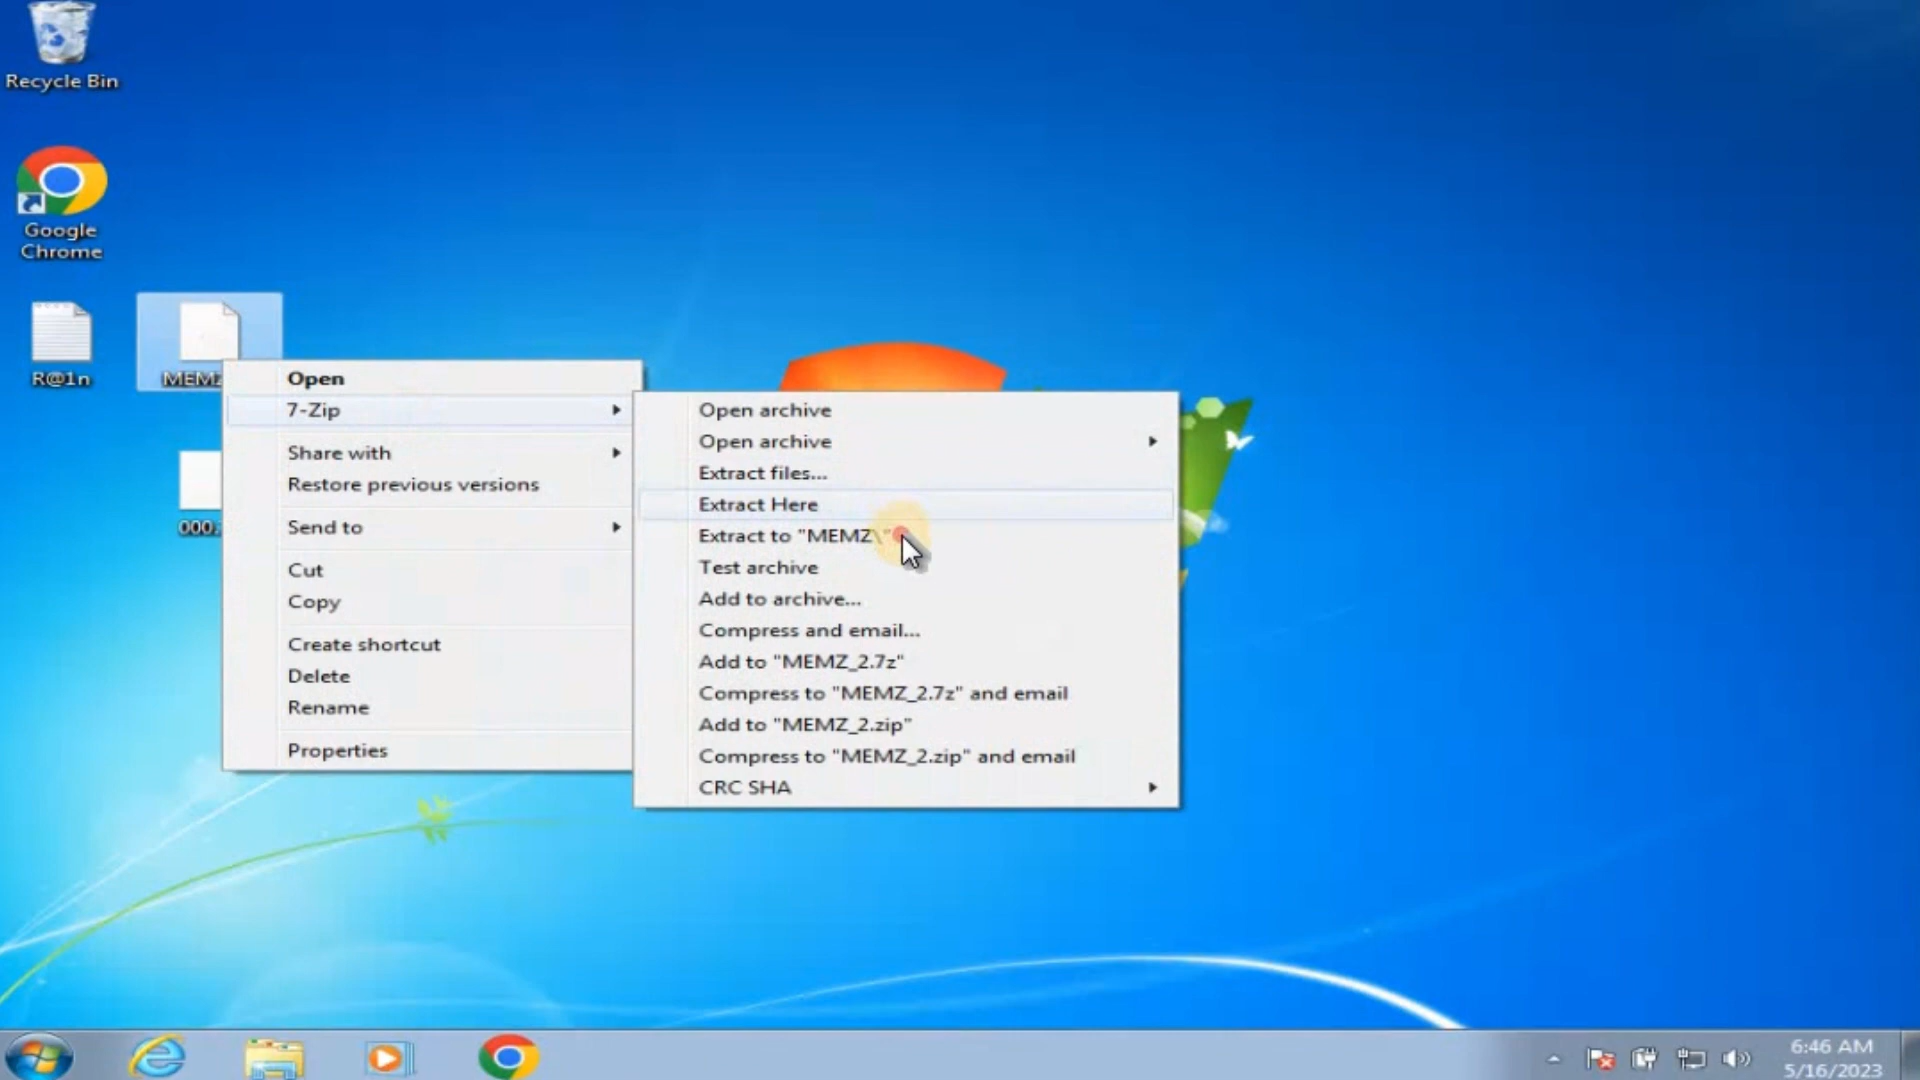 Recycle Bin
Google
Chrome
R@1n
MEMZ
000.
Open
7-Zip
Share with
Restore previous versions
Send to
Cut
Copy
Create shortcut
Delete
Rename
Properties
Open archive
Open archive
Extract files...
Extract Here
Extract to "MEMZ\"
Test archive
Add to archive...
Compress and email...
Add to "MEMZ_2.7z"
Compress to "MEMZ_2.7z" and email
Add to "MEMZ_2.zip"
Compress to "MEMZ_2.zip" and email
CRC SHA
6:46 AM
5/16/2023